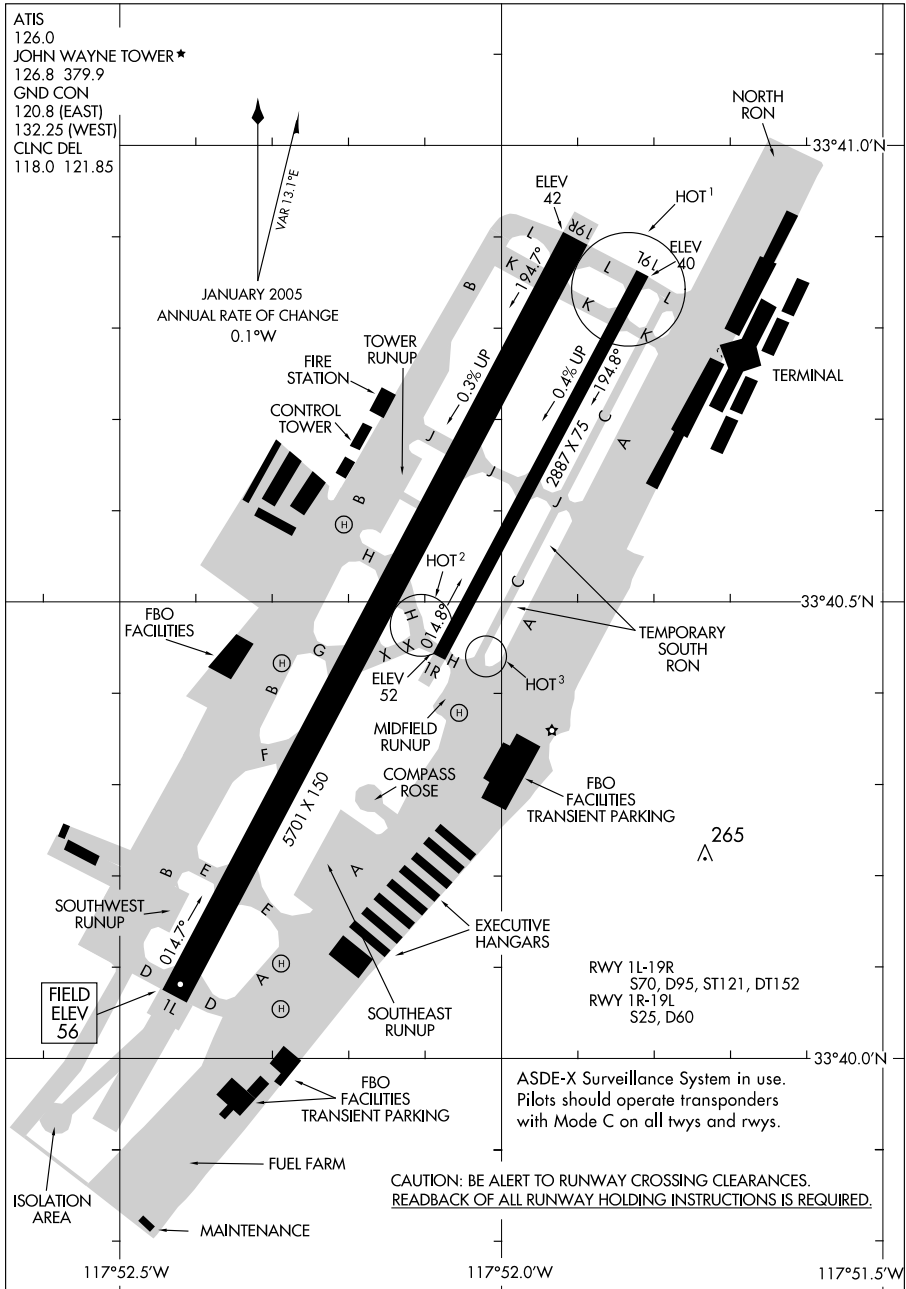 ATIS
126.0
JOHN WAYNE TOWER ★
126.8 379.9
GND CON
120.8 (EAST)
132.25 (WEST)
CLNC DEL
118.0 121.85
VAR 13.1°E
JANUARY 2005
ANNUAL RATE OF CHANGE
0.1°W
NORTH
RON
33°41.0'N
ELEV
42
HOT 1
19R
19L
ELEV
40
L
L
L
K
K
K
B
194.7°
194.8°
0.3% UP
0.4% UP
2887 X 75
TOWER
RUNUP
FIRE
STATION
CONTROL
TOWER
TERMINAL
C
A
J
J
J
B
H
H
H
HOT 2
C
A
33°40.5'N
014.8°
X
X
1R
ELEV
52
HOT 3
TEMPORARY
SOUTH
RON
FBO
FACILITIES
H
G
B
F
H
MIDFIELD
RUNUP
COMPASS
ROSE
FBO
FACILITIES
TRANSIENT PARKING
265
5701 X 150
A
B
E
E
SOUTHWEST
RUNUP
014.7°
EXECUTIVE
HANGARS
D
D
A
H
H
1L
FIELD
ELEV
56
SOUTHEAST
RUNUP
RWY 1L-19R
S70, D95, ST121, DT152
RWY 1R-19L
S25, D60
33°40.0'N
FBO
FACILITIES
TRANSIENT PARKING
ASDE-X Surveillance System in use.
Pilots should operate transponders
with Mode C on all twys and rwys.
FUEL FARM
ISOLATION
AREA
MAINTENANCE
CAUTION: BE ALERT TO RUNWAY CROSSING CLEARANCES.
READBACK OF ALL RUNWAY HOLDING INSTRUCTIONS IS REQUIRED.
117°52.5'W
117°52.0'W
117°51.5'W